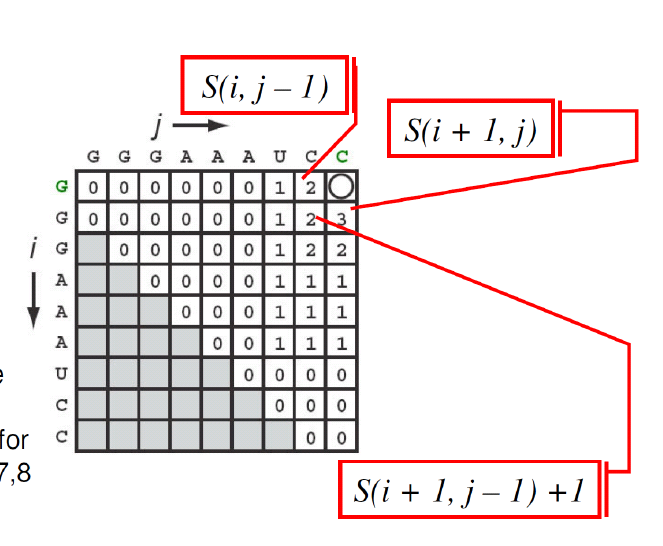 S(i, j – 1)
S(i + 1, j)
j
G G G A A A U C C
G 0 0 0 0 0 0 1 2
G 0 0 0 0 0 0 1 2 3
i G 0 0 0 0 1 2 2
A 0 0 0 0 1 1 1
A 0 0 0 1 1 1
A 0 0 1 1 1
e
U 0 0 0 0
C 0 0 0
for C 0 0
7,8
S(i + 1, j – 1) +1